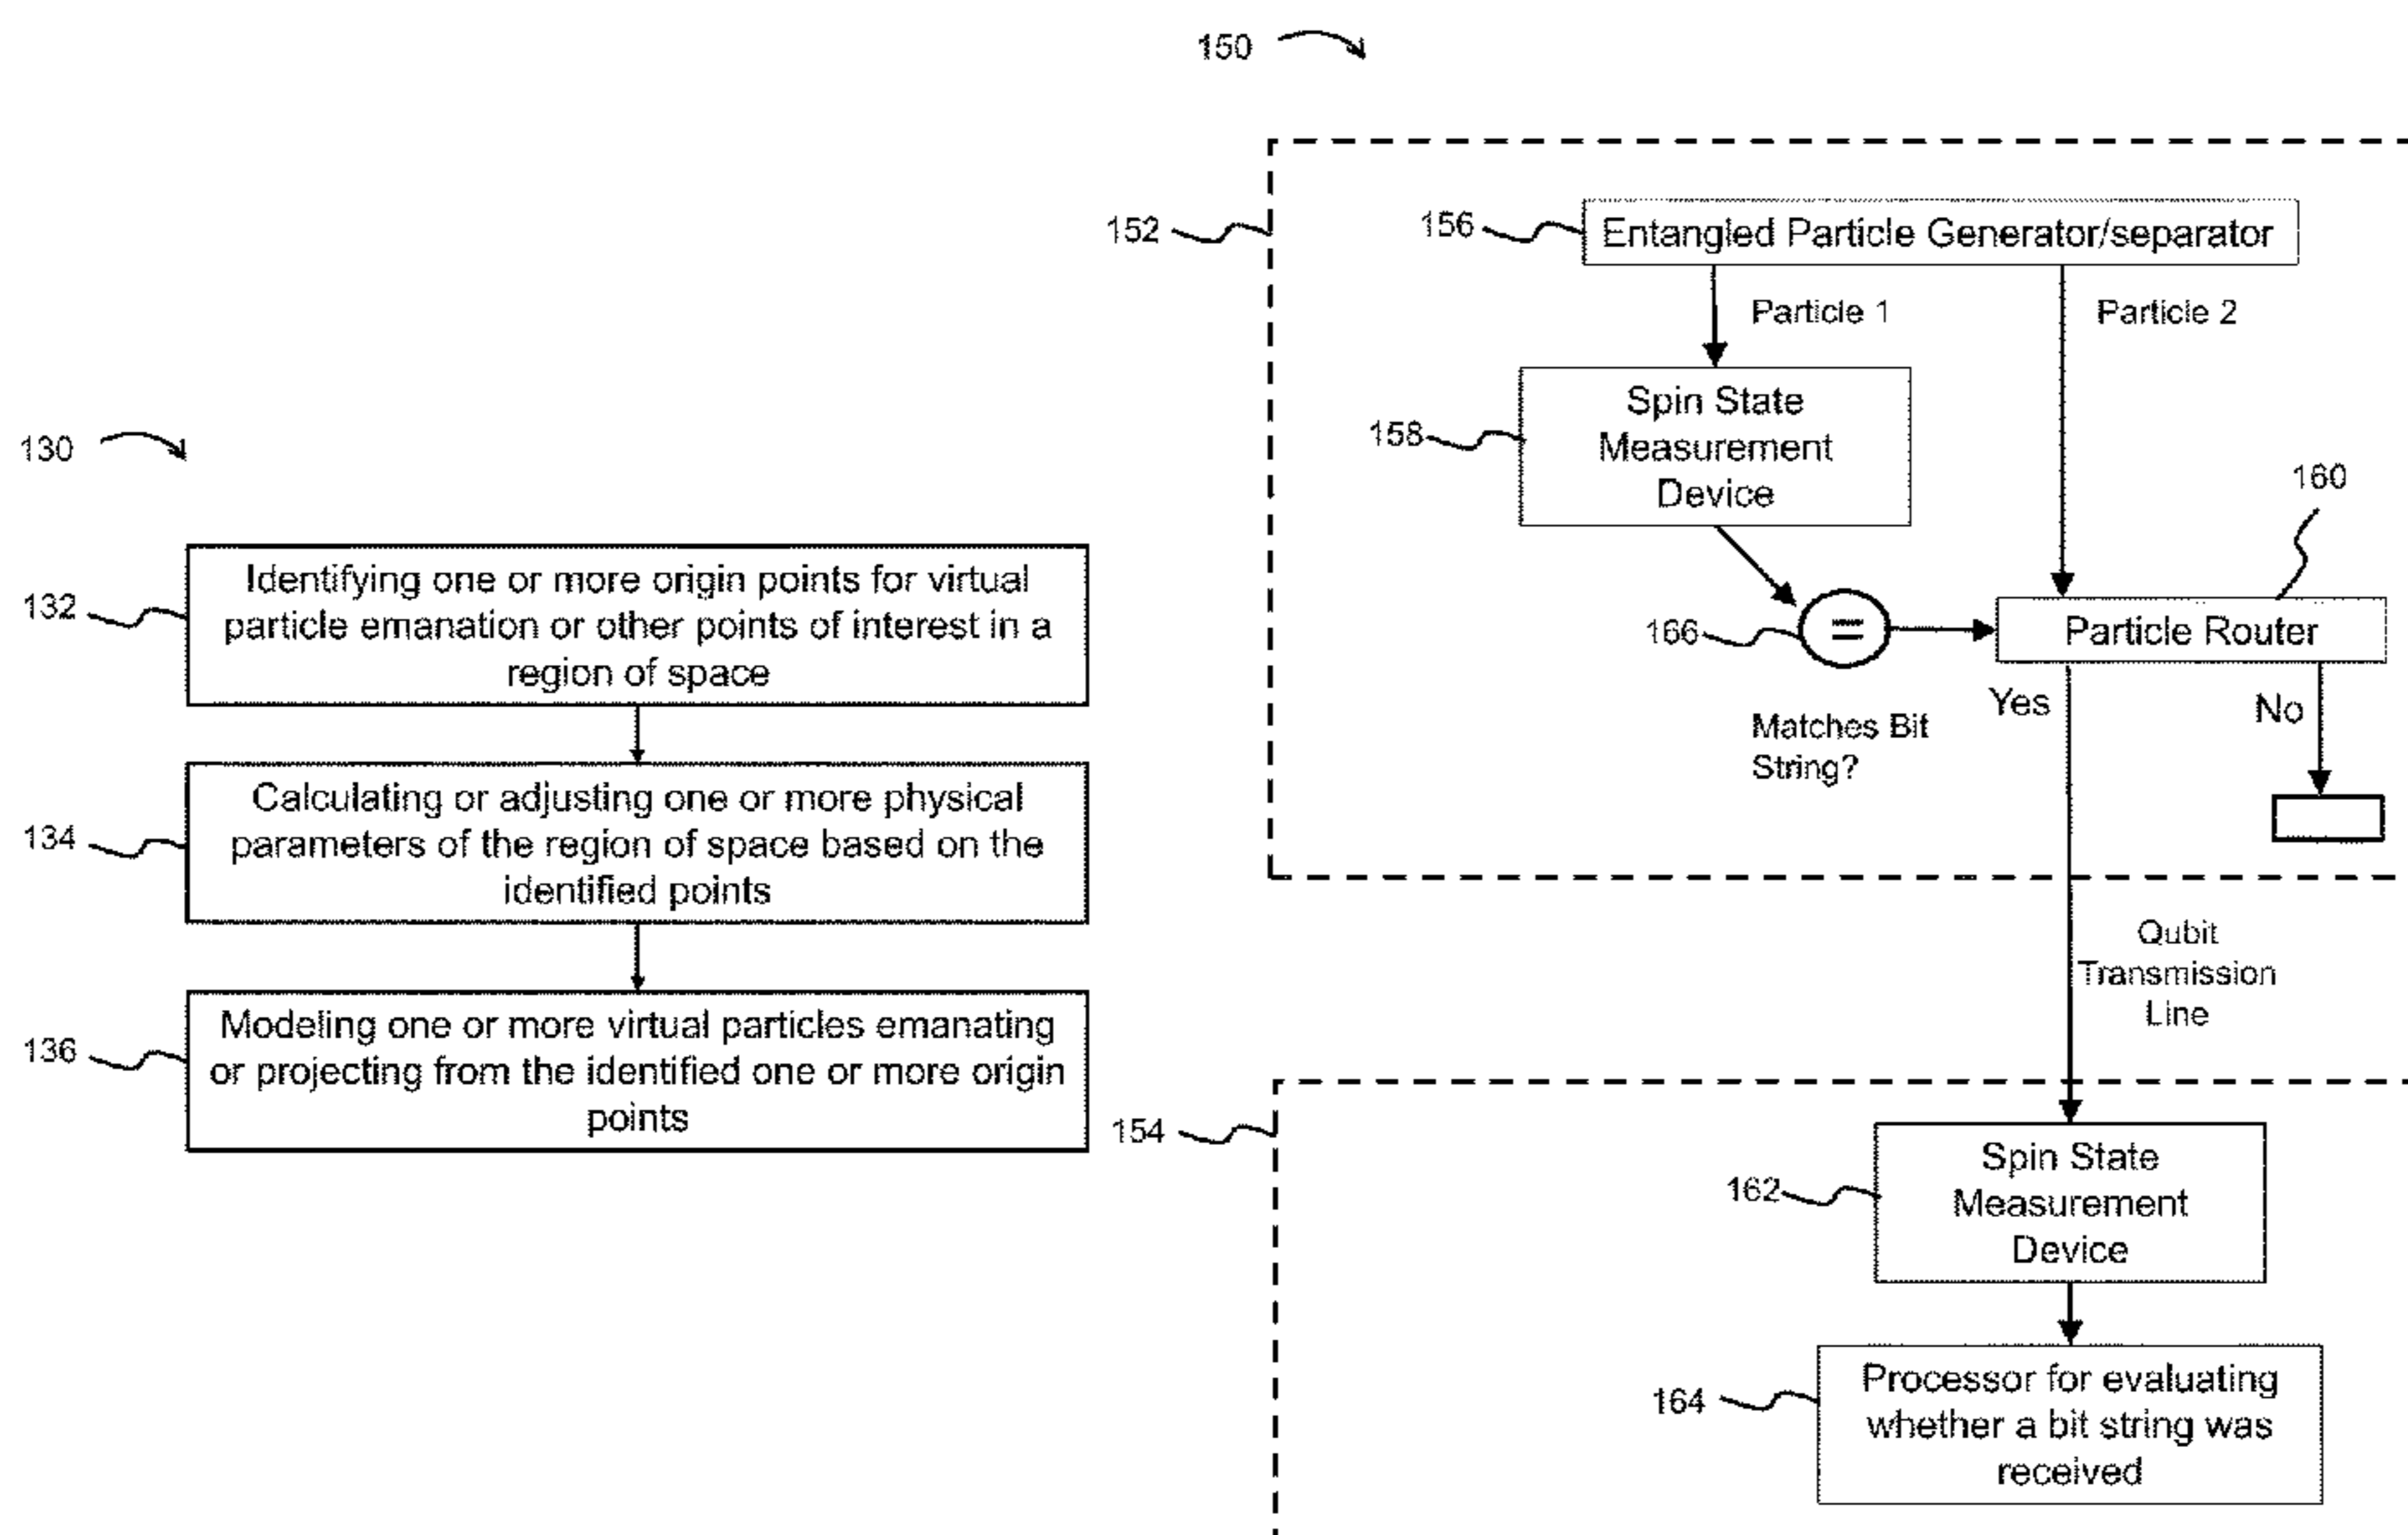 130
132
Identifying one or more origin points for virtual
particle emanation or other points of interest in a
region of space
134
Calculating or adjusting one or more physical
parameters of the region of space based on the
identified points
136
Modeling one or more virtual particles emanating
or projecting from the identified one or more origin
points
150
152
156
Entangled Particle Generator/separator
Particle 1
Particle 2
158
Spin State
Measurement
Device
160
166
=
Particle Router
Matches Bit
String?
Yes
No
Qubit
Transmission
Line
154
162
Spin State
Measurement
Device
164
Processor for evaluating
whether a bit string was
received